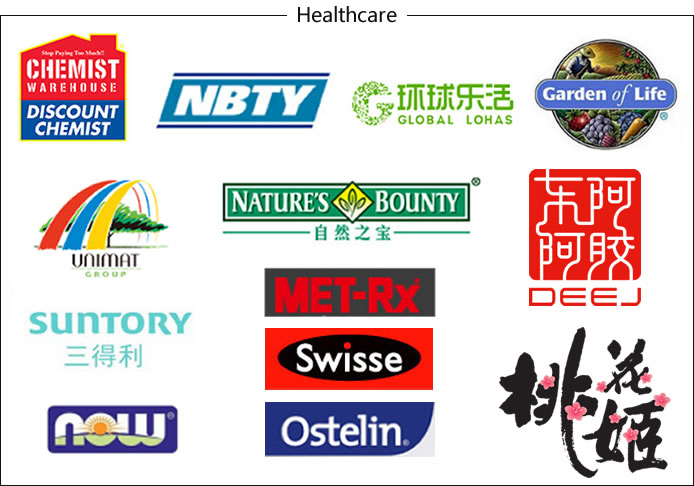 Healthcare
Stop Paying Too Much!!
CHEMIST
WAREHOUSE
DISCOUNT
CHEMIST
NBTY
环球乐活
GLOBAL LOHAS
Garden of Life
®
UNIMAT
GROUP
NATURE'S BOUNTY®
自然之宝
东阿
阿胶
DEEJ
MET-Rx®
SUNTORY
三得利
Swisse
NOW®
Ostelin®
桃花姬